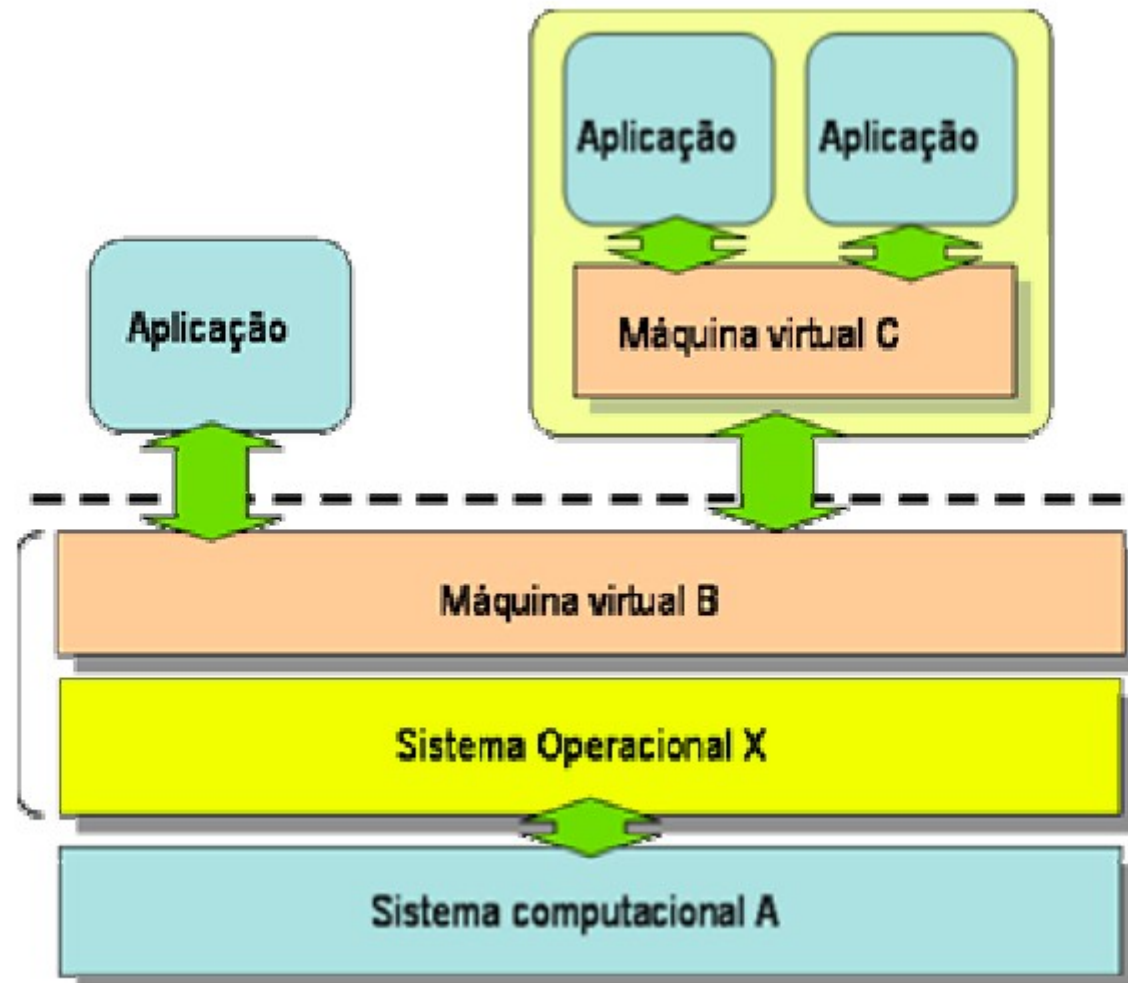 Aplicação
Aplicação
Aplicação
Máquina virtual C
Máquina virtual B
Sistema Operacional X
Sistema computacional A